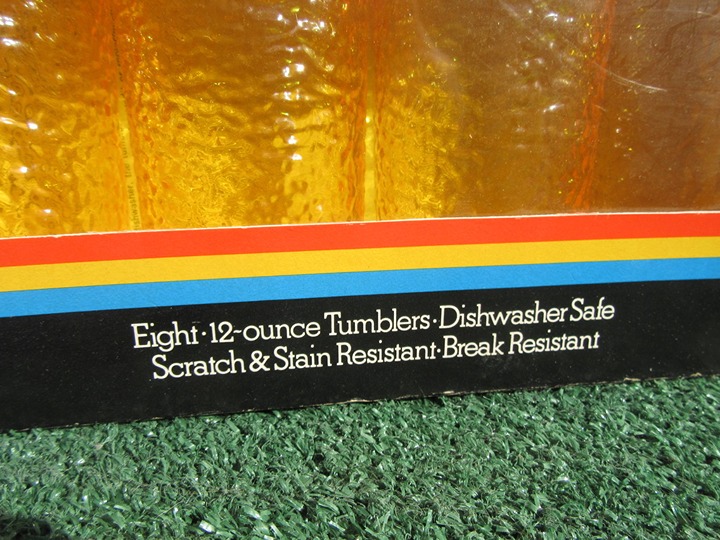 Eight·12-ounce Tumblers·Dishwasher Safe
Scratch & Stain Resistant·Break Resistant